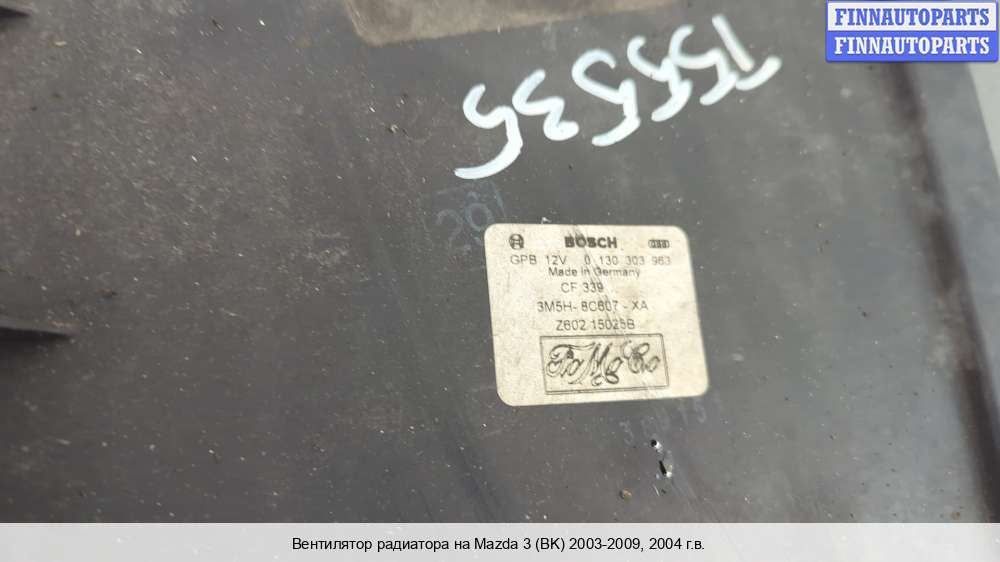 FINNAUTOPARTS
FINNAUTOPARTS
BOSCH
GPB 12V 0 130 303 963
Made in Germany
CF 339
3M5H- 8C607 - XA
Z602 15025B
FoMoCo
Вентилятор радиатора на Mazda 3 (BK) 2003-2009, 2004 г.в.